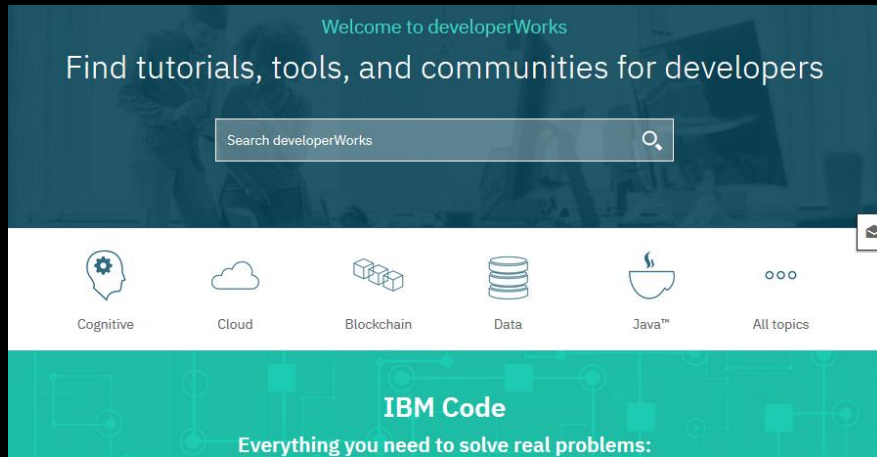 Welcome to developerWorks
Find tutorials, tools, and communities for developers
Search developerWorks
Cognitive
Cloud
Blockchain
Data
Java™
All topics
IBM Code
Everything you need to solve real problems: